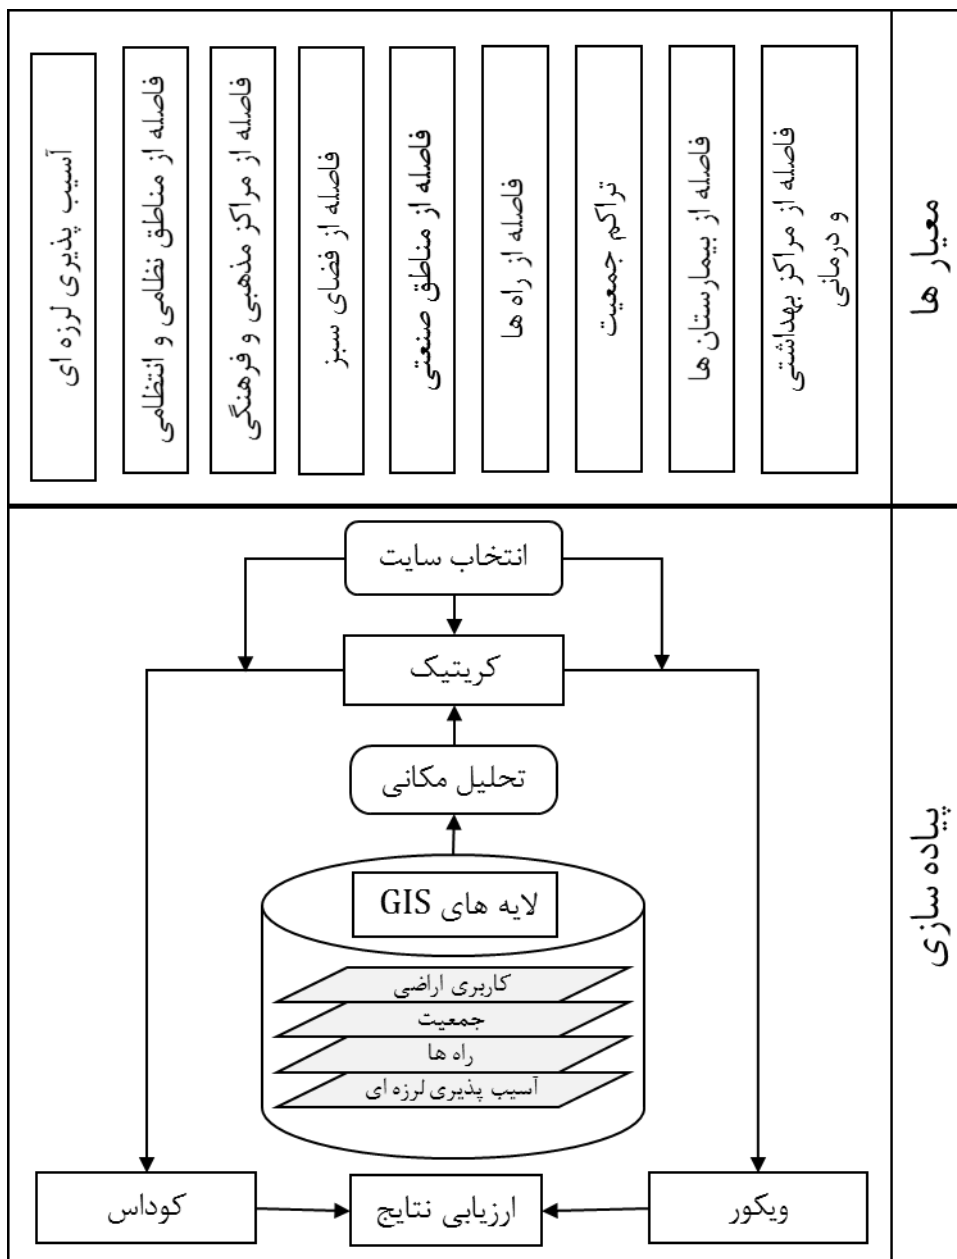 معیار ها
فاصله از مراکز بهداشتی
و درمانی
فاصله از بیمارستان ها
تراکم جمعیت
فاصله از راه ها
فاصله از مناطق صنعتی
فاصله از فضای سبز
فاصله از مراکز مذهبی و فرهنگی
فاصله از مناطق نظامی و انتظامی
آسیب پذیری لرزه ای
پیاده سازی
انتخاب سایت
کریتیک
تحلیل مکانی
لایه های GIS
کاربری اراضی
جمعیت
راه ها
آسیب پذیری لرزه ای
ویکور
ارزیابی نتایج
کوداس